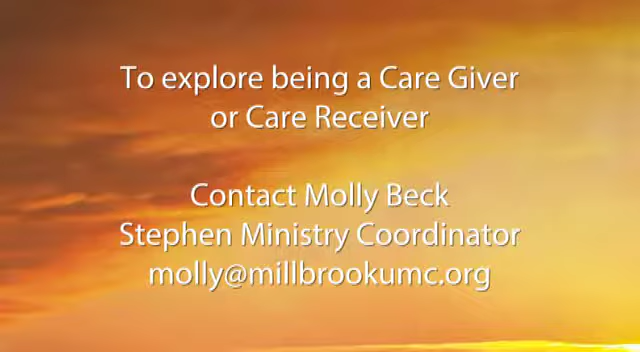 To explore being a Care Giver
or Care Receiver
Contact Molly Beck
Stephen Ministry Coordinator
molly@millbrookumc.org